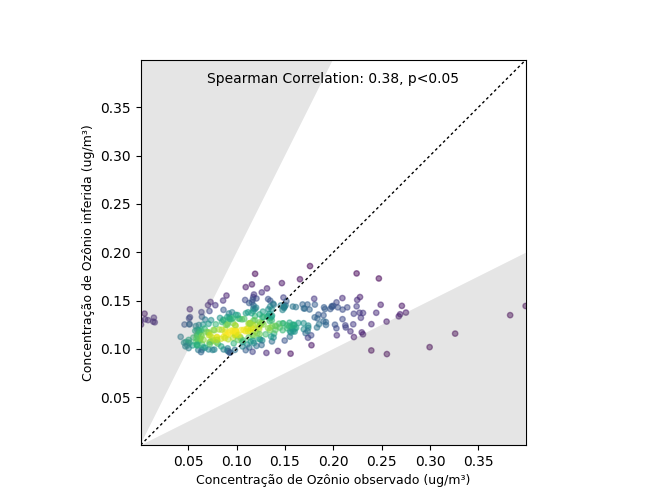 Spearman Correlation: 0.38, p<0.05
0.35
0.30
0.25
0.20
0.15
0.10
0.05
Concentração de Ozônio inferida (ug/m³)
0.05 0.10 0.15 0.20 0.25 0.30 0.35
Concentração de Ozônio observado (ug/m³)